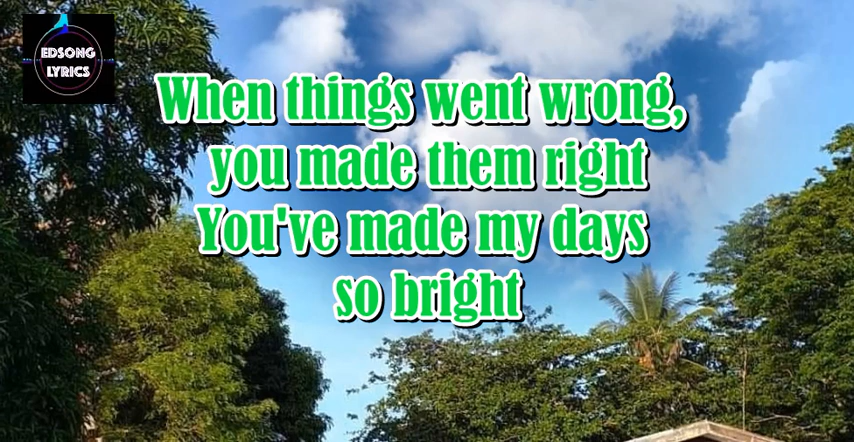 EDSONG
LYRICS
When things went wrong,
you made them right
You've made my days
so bright